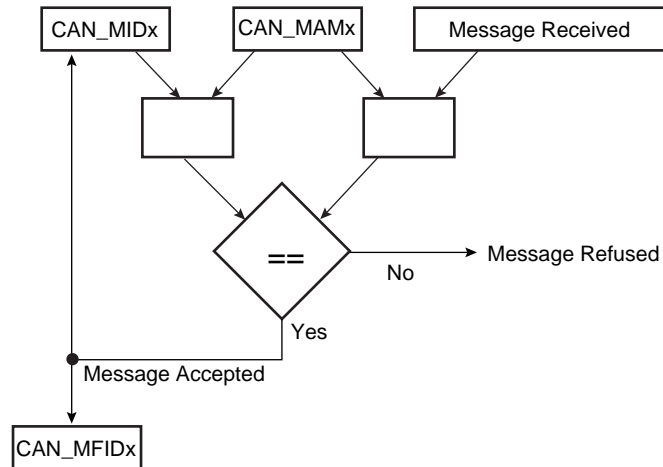 CAN_MIDx
CAN_MAMx
Message Received
==
No
Message Refused
Yes
Message Accepted
CAN_MFIDx